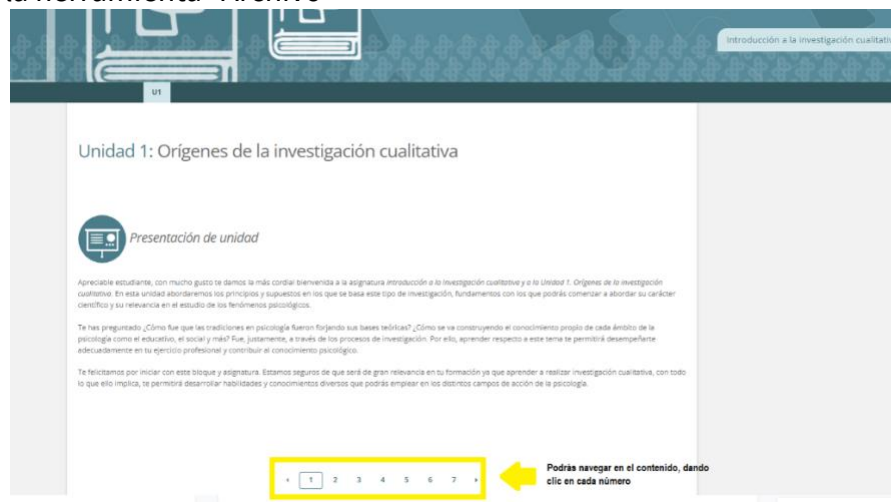 la herramienta "Archivo"
Introducción a la investigación cualitati
U1
Unidad 1: Orígenes de la investigación cualitativa
Presentación de unidad
Apreciable estudiante, con mucho gusto te damos la más cordial bienvenida a la asignatura Introducción a la investigación cualitativa y a la Unidad 1. Orígenes de la investigación
cualitativa. En esta unidad abordaremos los principios y supuestos en los que se basa este tipo de investigación, fundamentos con los que podrás comenzar a abordar su carácter
científico y su relevancia en el estudio de los fenómenos psicológicos.
Te has preguntado ¿Cómo fue que las tradiciones en psicología fueron forjando sus bases teóricas? ¿Cómo se va construyendo el conocimiento propio de cada ámbito de la
psicología como el educativo, el social y más? Fue, justamente, a través de los procesos de investigación. Por ello, aprender respecto a este tema te permitirá desempeñarte
adecuadamente en tu ejercicio profesional y contribuir al conocimiento psicológico.
Te felicitamos por iniciar con este bloque y asignatura. Estamos seguros de que será de gran relevancia en tu formación ya que aprender a realizar investigación cualitativa, con todo
lo que ello implica, te permitirá desarrollar habilidades y conocimientos diversos que podrás emplear en los distintos campos de acción de la psicología.
1 2 3 4 5 6 7
Podrás navegar en el contenido, dando
clic en cada número